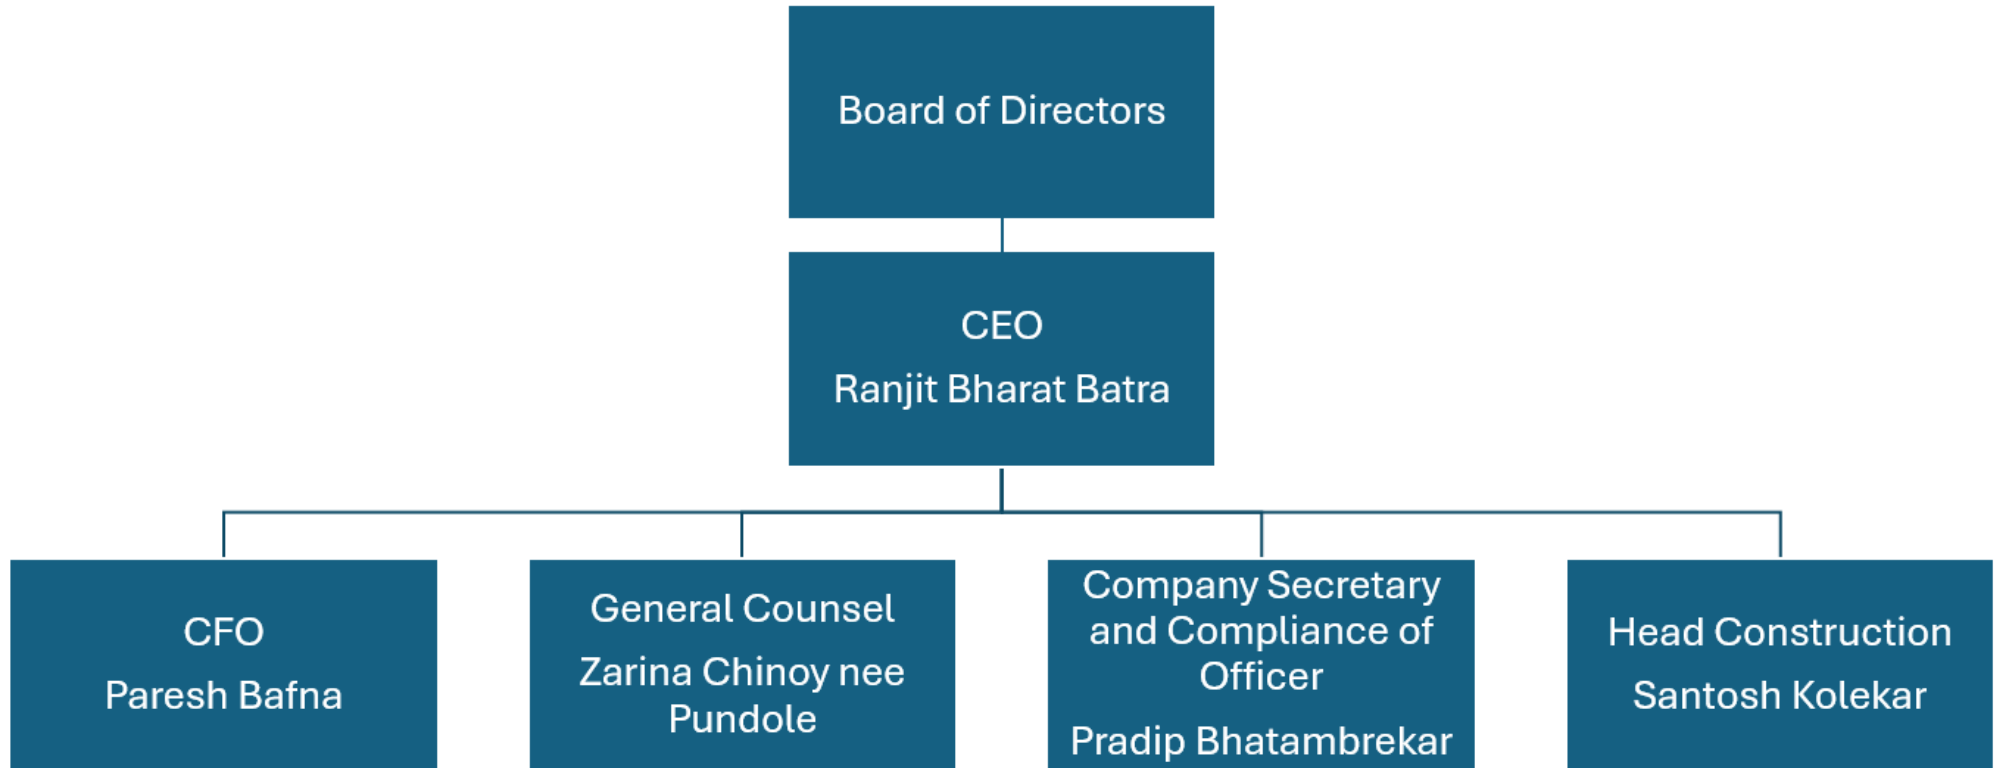 Board of Directors
CEO
Ranjit Bharat Batra
CFO
Paresh Bafna
General Counsel
Zarina Chinoy nee
Pundole
Company Secretary
and Compliance of
Officer
Pradip Bhatambrekar
Head Construction
Santosh Kolekar